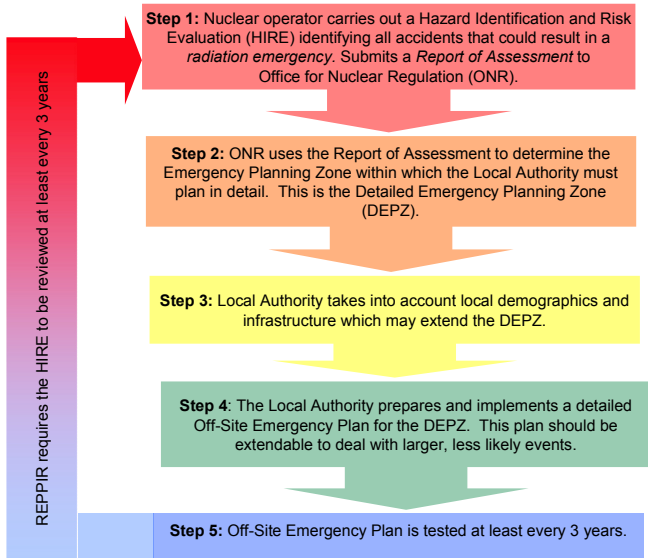 Step 1: Nuclear operator carries out a Hazard Identification and Risk
Evaluation (HIRE) identifying all accidents that could result in a
radiation emergency. Submits a Report of Assessment to
Office for Nuclear Regulation (ONR).
Step 2: ONR uses the Report of Assessment to determine the
Emergency Planning Zone within which the Local Authority must
plan in detail. This is the Detailed Emergency Planning Zone
(DEPZ).
Step 3: Local Authority takes into account local demographics and
infrastructure which may extend the DEPZ.
Step 4: The Local Authority prepares and implements a detailed
Off-Site Emergency Plan for the DEPZ. This plan should be
extendable to deal with larger, less likely events.
Step 5: Off-Site Emergency Plan is tested at least every 3 years.
REPPIR requires the HIRE to be reviewed at least every 3 years